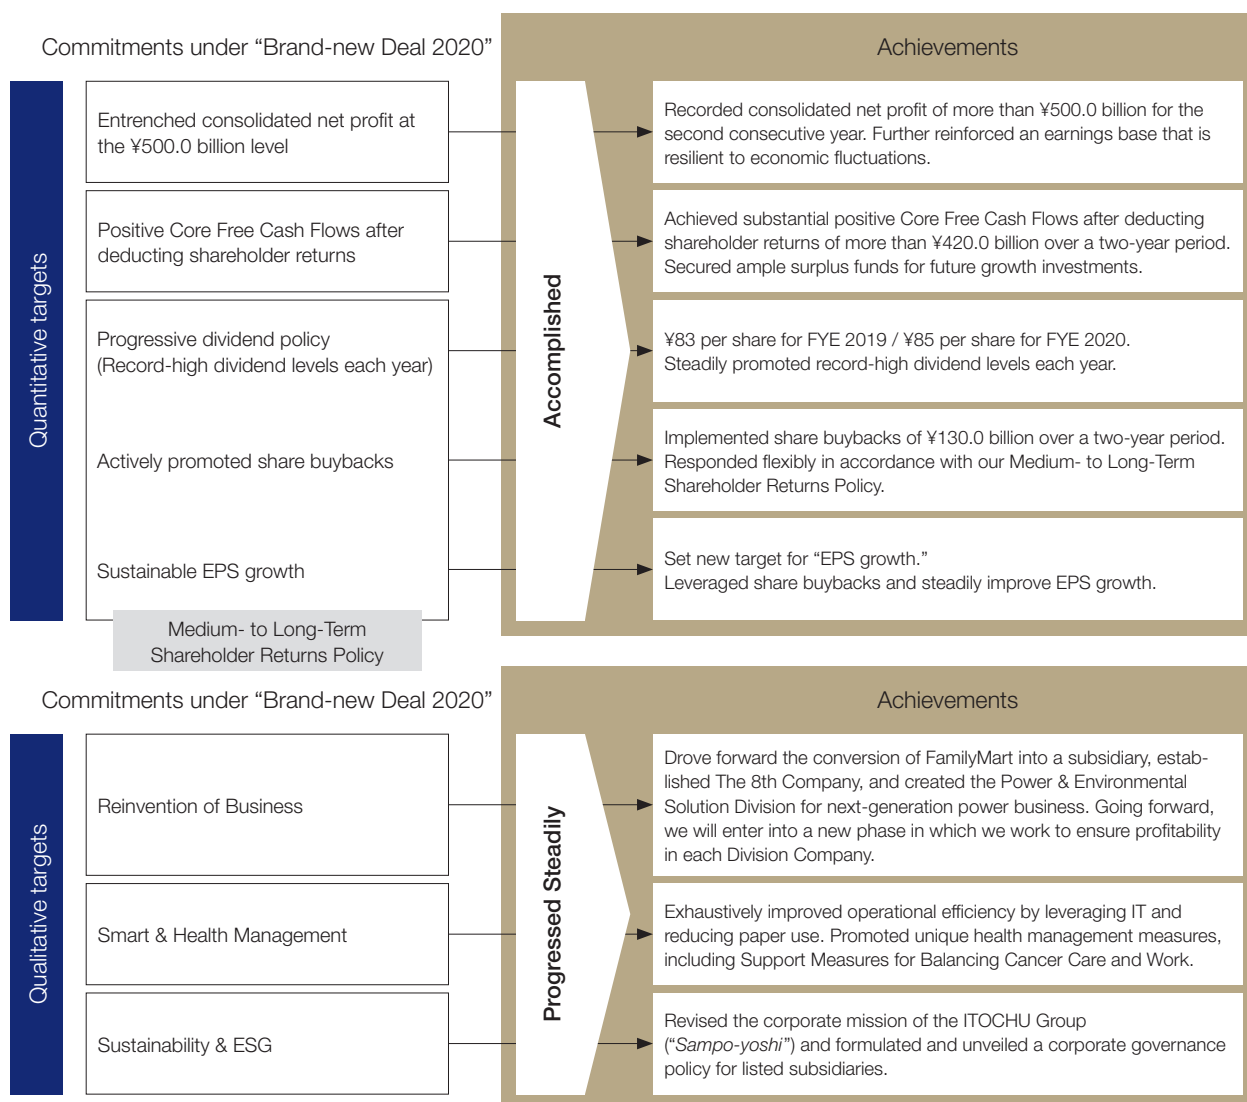 Commitments under “Brand-new Deal 2020”
Achievements
Quantitative targets
Accomplished
Entrenched consolidated net profit at
the ¥500.0 billion level
Recorded consolidated net profit of more than ¥500.0 billion for the
second consecutive year. Further reinforced an earnings base that is
resilient to economic fluctuations.
Positive Core Free Cash Flows after
deducting shareholder returns
Achieved substantial positive Core Free Cash Flows after deducting
shareholder returns of more than ¥420.0 billion over a two-year period.
Secured ample surplus funds for future growth investments.
Progressive dividend policy
(Record-high dividend levels each year)
¥83 per share for FYE 2019 / ¥85 per share for FYE 2020.
Steadily promoted record-high dividend levels each year.
Actively promoted share buybacks
Implemented share buybacks of ¥130.0 billion over a two-year period.
Responded flexibly in accordance with our Medium- to Long-Term
Shareholder Returns Policy.
Sustainable EPS growth
Set new target for “EPS growth.”
Leveraged share buybacks and steadily improve EPS growth.
Medium- to Long-Term
Shareholder Returns Policy
Commitments under “Brand-new Deal 2020”
Achievements
Qualitative targets
Progressed Steadily
Reinvention of Business
Drove forward the conversion of FamilyMart into a subsidiary, estab-
lished The 8th Company, and created the Power & Environmental
Solution Division for next-generation power business. Going forward,
we will enter into a new phase in which we work to ensure profitability
in each Division Company.
Smart & Health Management
Exhaustively improved operational efficiency by leveraging IT and
reducing paper use. Promoted unique health management measures,
including Support Measures for Balancing Cancer Care and Work.
Sustainability & ESG
Revised the corporate mission of the ITOCHU Group
(“Sampo-yoshi”) and formulated and unveiled a corporate governance
policy for listed subsidiaries.